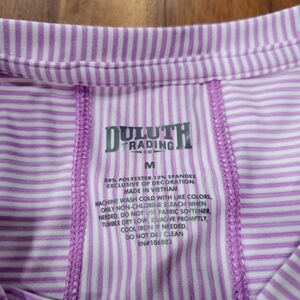 DULUTH
TRADING
CO
M
88% POLYESTER 12% SPANDEX
EXCLUSIVE OF DECORATION
MADE IN VIETNAM
MACHINE WASH COLD WITH LIKE COLORS,
ONLY NON-CHLORINE BLEACH WHEN
NEEDED, DO NOT USE FABRIC SOFTENER,
TUMBLE DRY LOW, REMOVE PROMPTLY,
COOL IRON IF NEEDED,
DO NOT DRY CLEAN
RN#106803